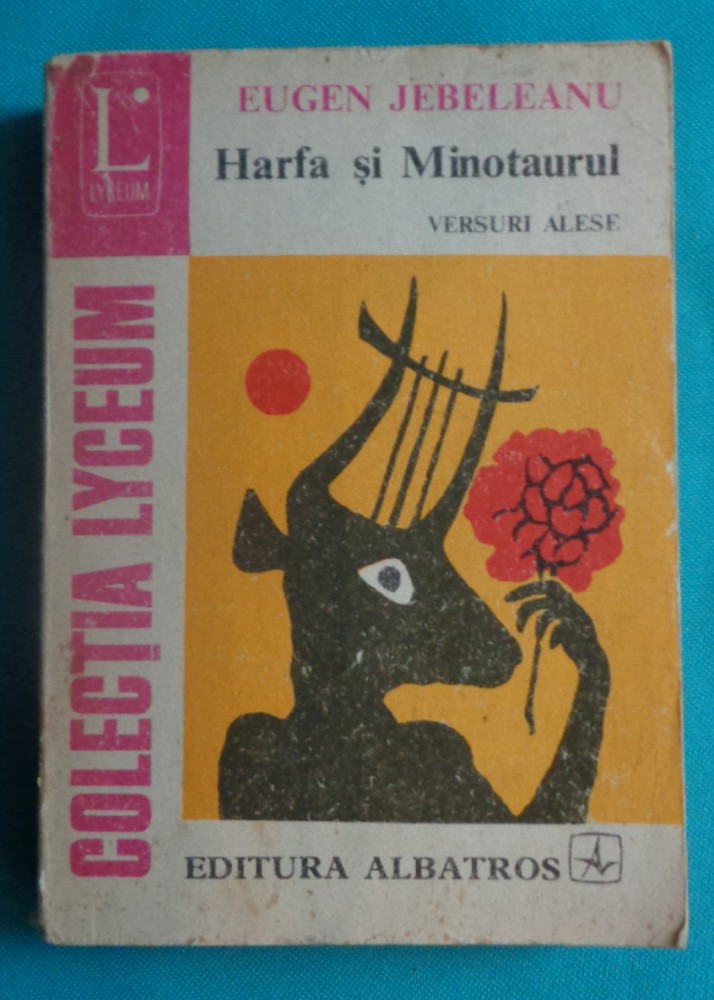 L
LYCEUM
EUGEN JEBELEANU
Harfa și Minotaurul
VERSURI ALESE
COLECȚIA LYCEUM
EDITURA ALBATROS